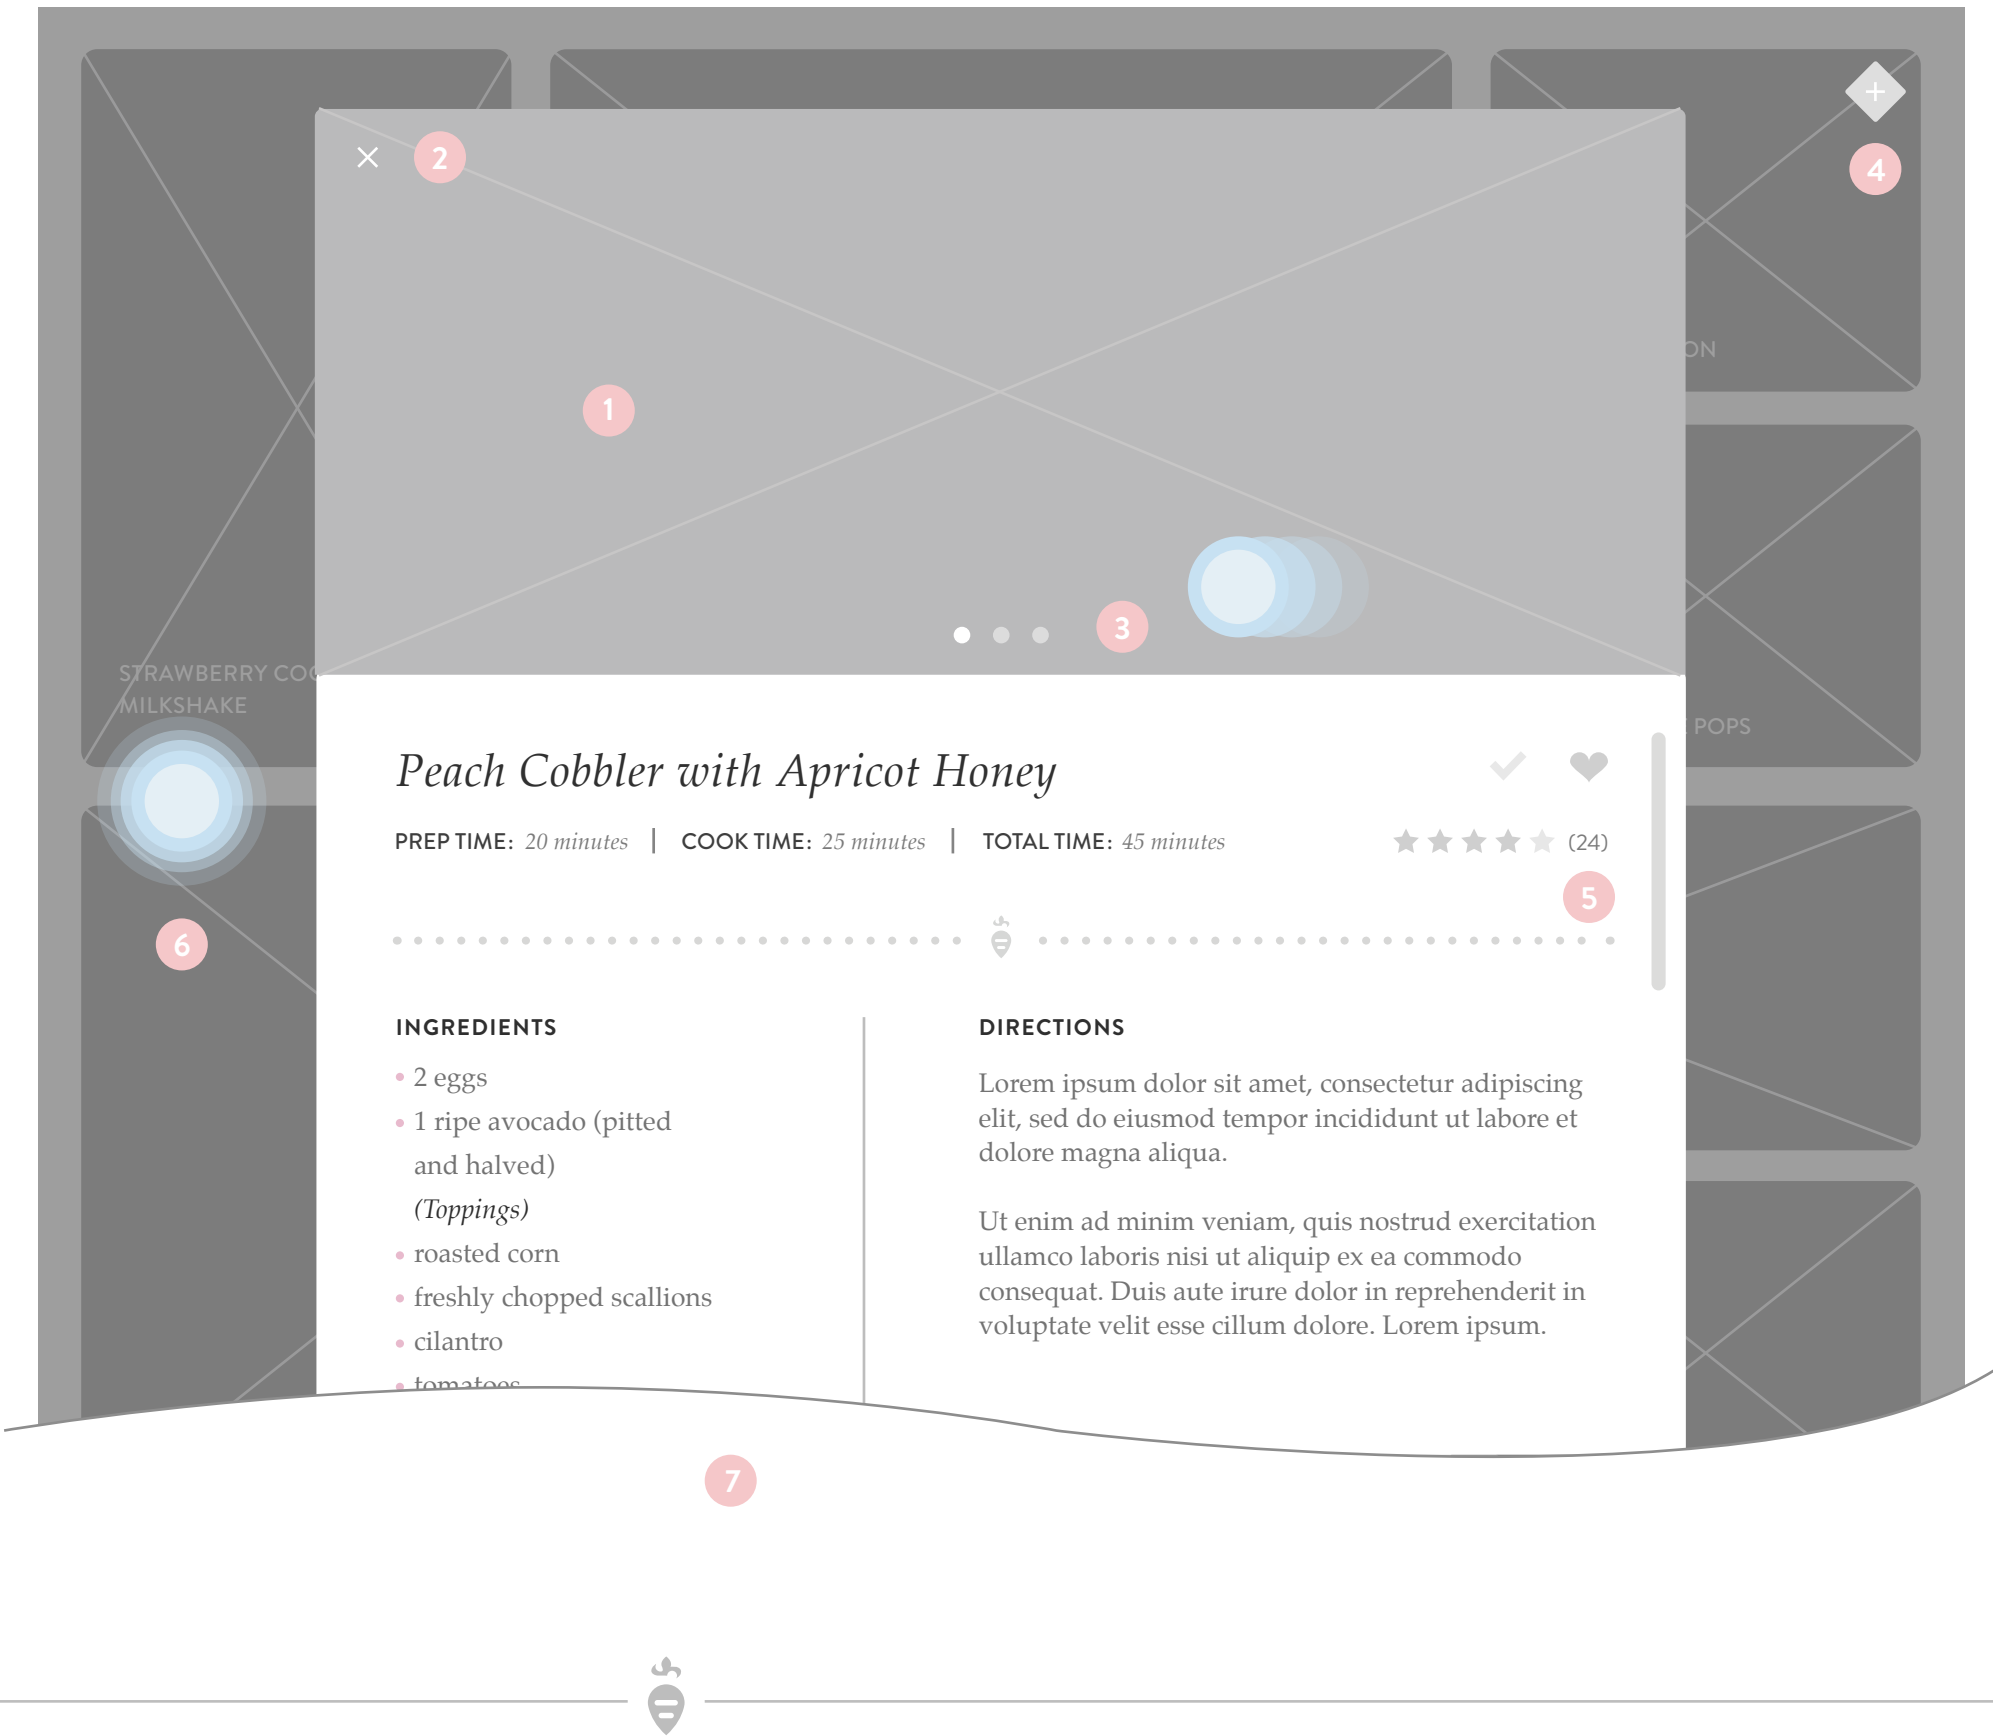 2
4
ON
1
3
STRAWBERRY COO
MILKSHAKE
POPS
Peach Cobbler with Apricot Honey
PREP TIME: 20 minutes | COOK TIME: 25 minutes | TOTAL TIME: 45 minutes
(24)
5
6
INGREDIENTS
• 2 eggs
• 1 ripe avocado (pitted
and halved)
(Toppings)
• roasted corn
• freshly chopped scallions
• cilantro
• tomatoes
DIRECTIONS
Lorem ipsum dolor sit amet, consectetur adipiscing
elit, sed do eiusmod tempor incididunt ut labore et
dolore magna aliqua.
Ut enim ad minim veniam, quis nostrud exercitation
ullamco laboris nisi ut aliquip ex ea commodo
consequat. Duis aute irure dolor in reprehenderit in
voluptate velit esse cillum dolore. Lorem ipsum.
7